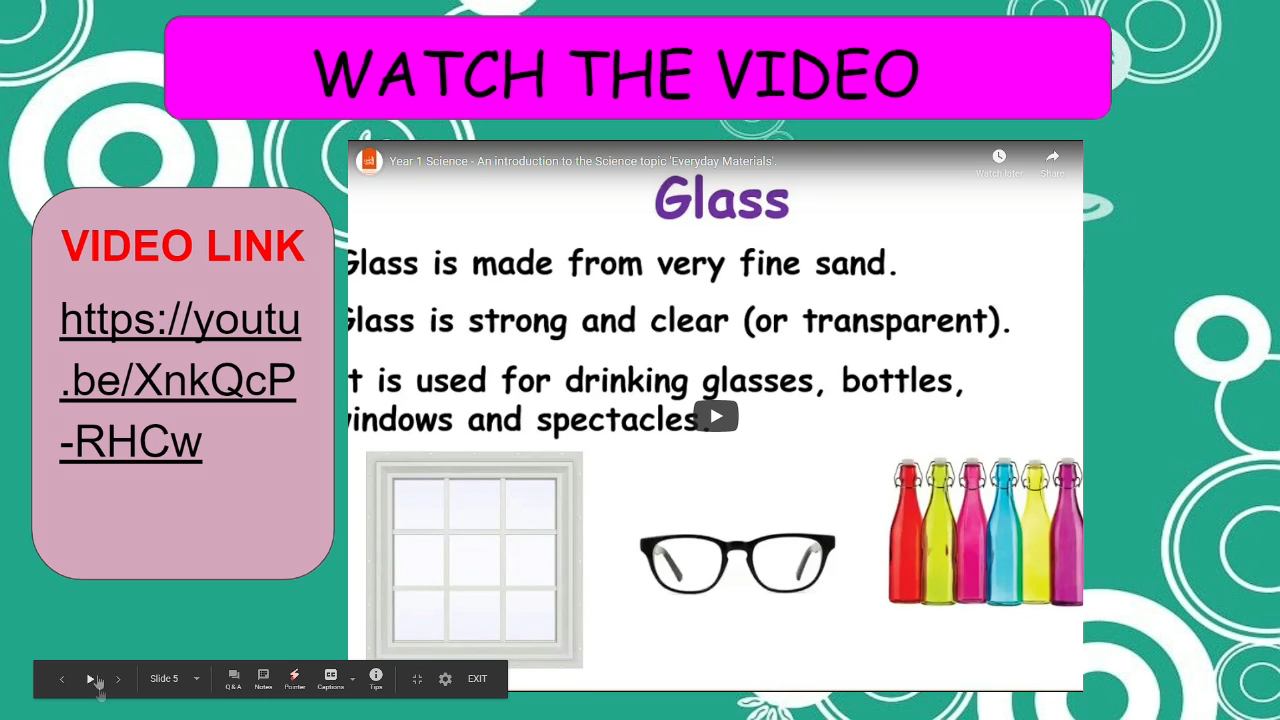 WATCH THE VIDEO
Year 1 Science - An introduction to the Science topic 'Everyday Materials'.
Watch later
Share
Glass
Glass is made from very fine sand.
Glass is strong and clear (or transparent).
It is used for drinking glasses, bottles,
windows and spectacles.
VIDEO LINK
https://youtu
.be/XnkQcP
-RHCw
Slide 5
Q&A
Notes
Pointer
Captions
Tips
EXIT